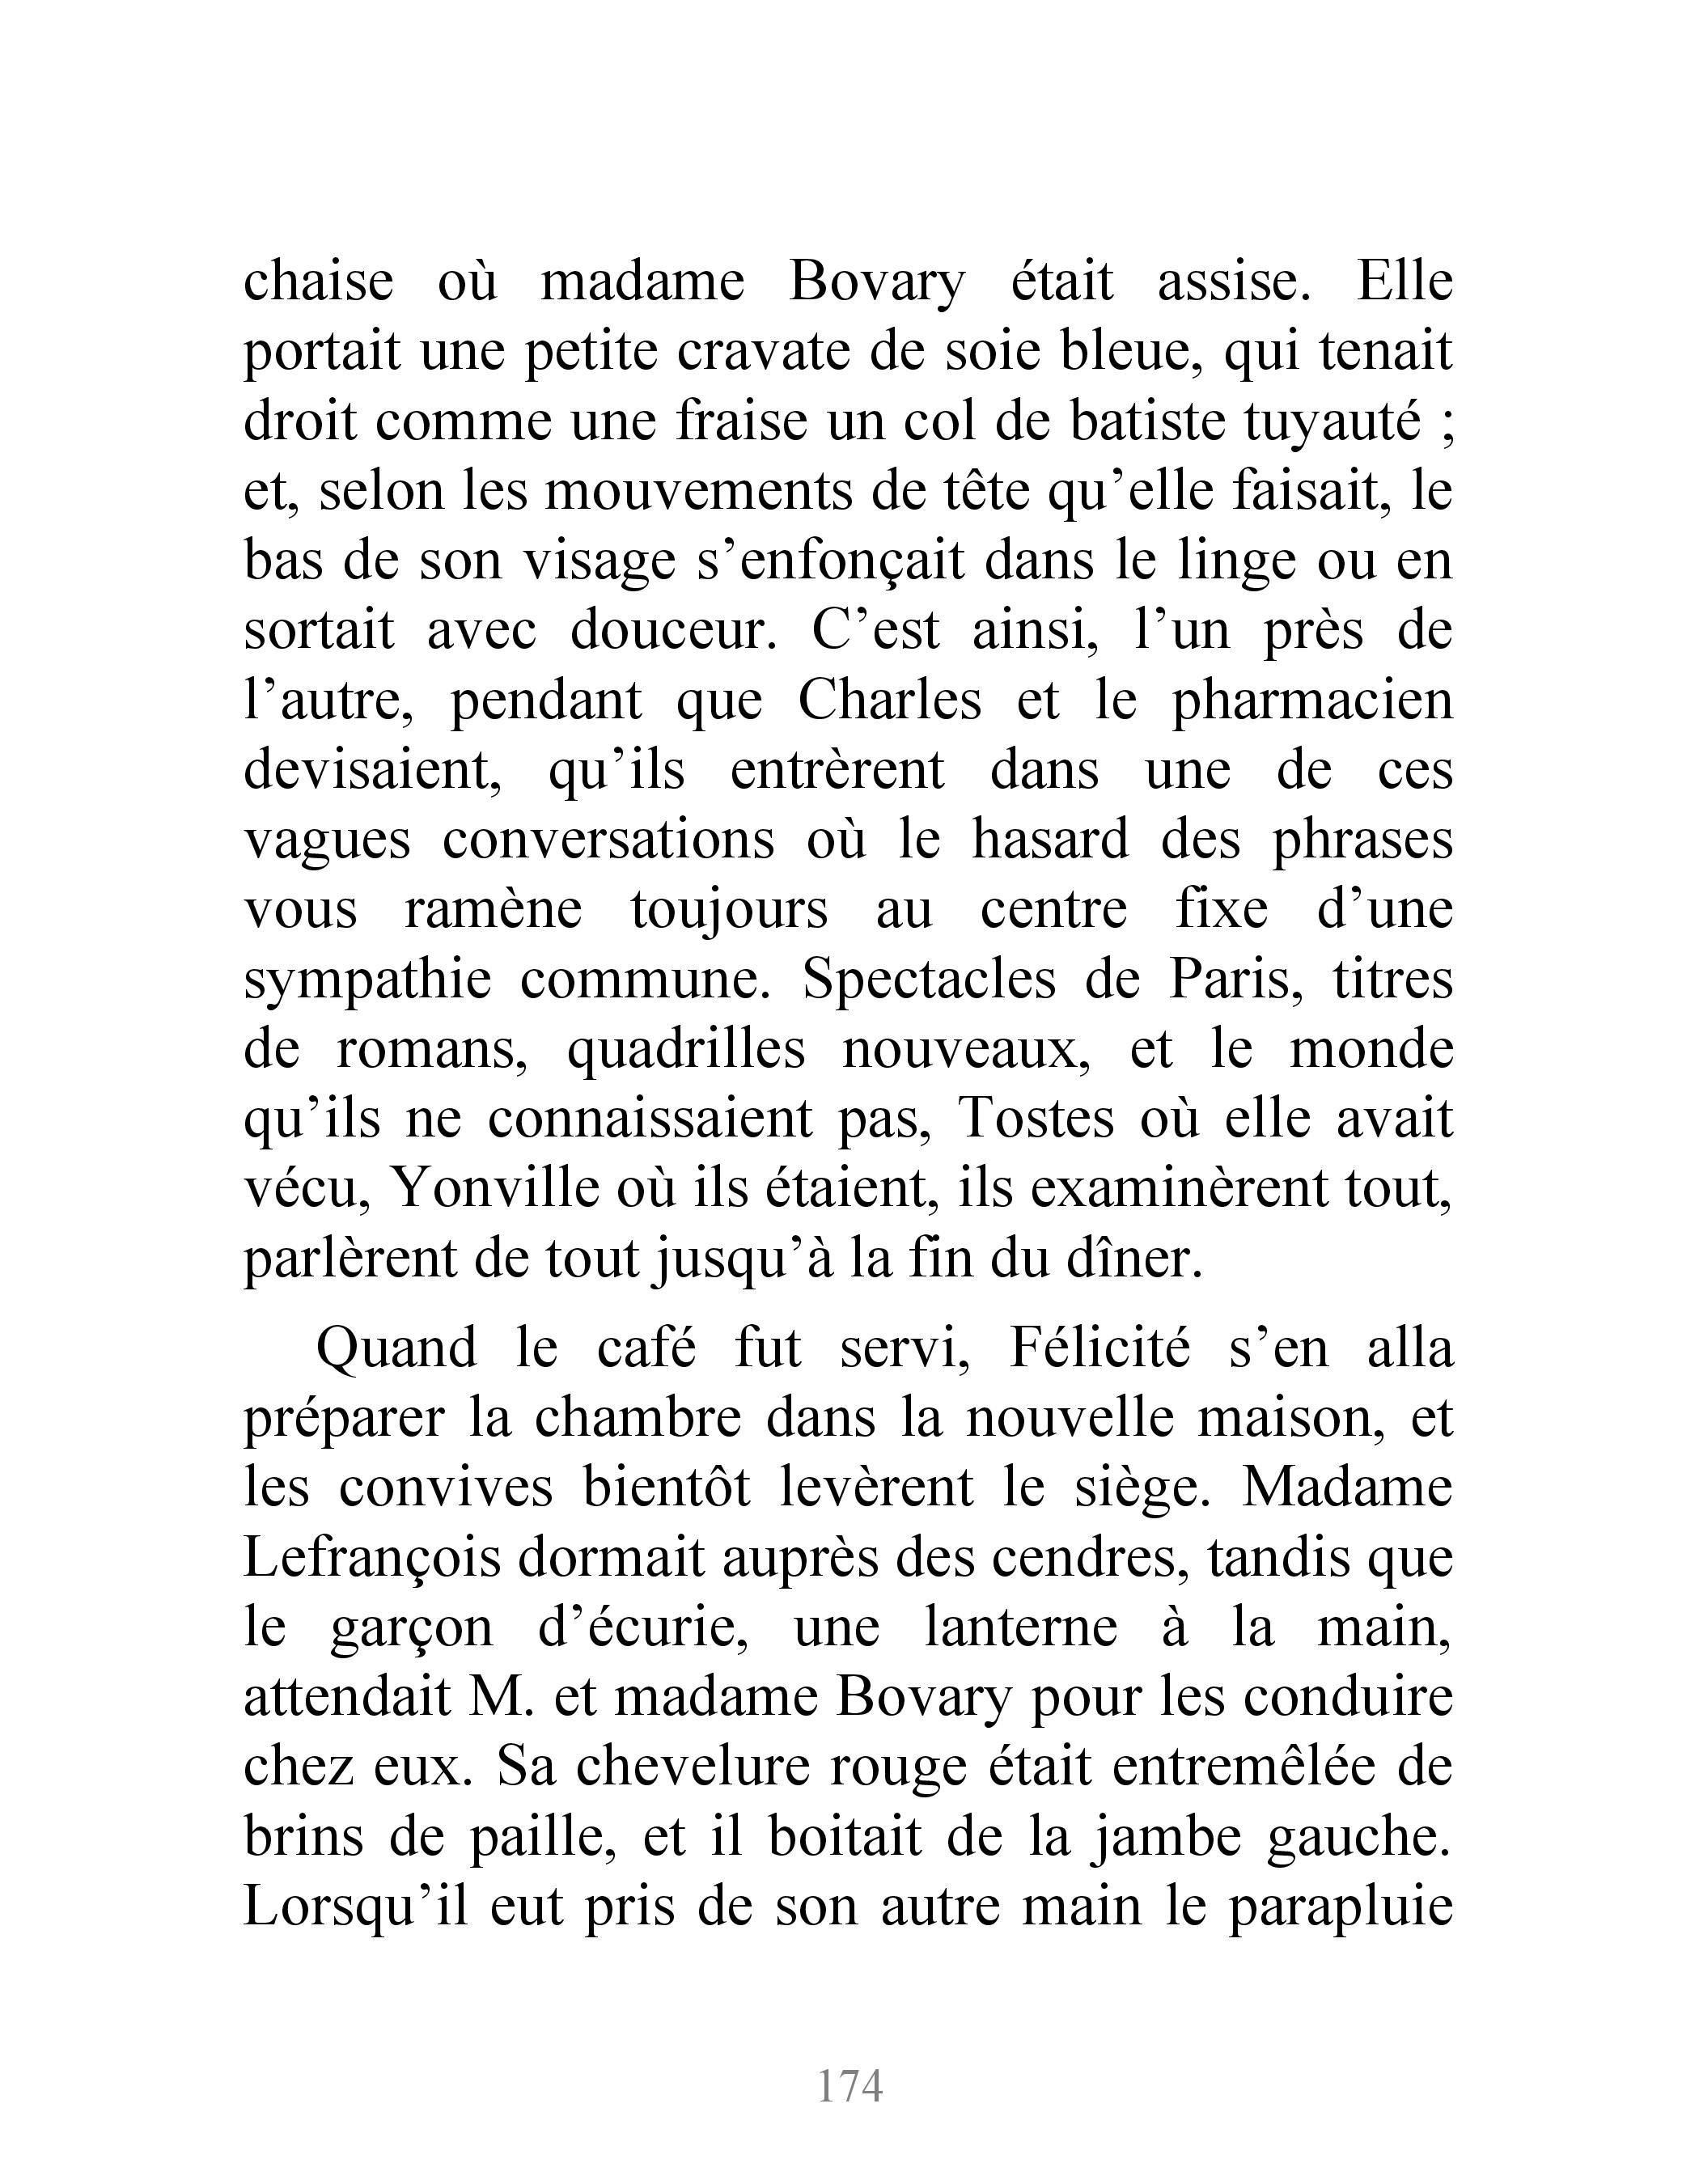 chaise où madame Bovary était assise. Elle
portait une petite cravate de soie bleue, qui tenait
droit comme une fraise un col de batiste tuyauté ;
et, selon les mouvements de tête qu’elle faisait, le
bas de son visage s’enfonçait dans le linge ou en
sortait avec douceur. C’est ainsi, l’un près de
l’autre, pendant que Charles et le pharmacien
devisaient, qu’ils entrèrent dans une de ces
vagues conversations où le hasard des phrases
vous ramène toujours au centre fixe d’une
sympathie commune. Spectacles de Paris, titres
de romans, quadrilles nouveaux, et le monde
qu’ils ne connaissaient pas, Tostes où elle avait
vécu, Yonville où ils étaient, ils examinèrent tout,
parlèrent de tout jusqu’à la fin du dîner.
Quand le café fut servi, Félicité s’en alla
préparer la chambre dans la nouvelle maison, et
les convives bientôt levèrent le siège. Madame
Lefrançois dormait auprès des cendres, tandis que
le garçon d’écurie, une lanterne à la main,
attendait M. et madame Bovary pour les conduire
chez eux. Sa chevelure rouge était entremêlée de
brins de paille, et il boitait de la jambe gauche.
Lorsqu’il eut pris de son autre main le parapluie
174